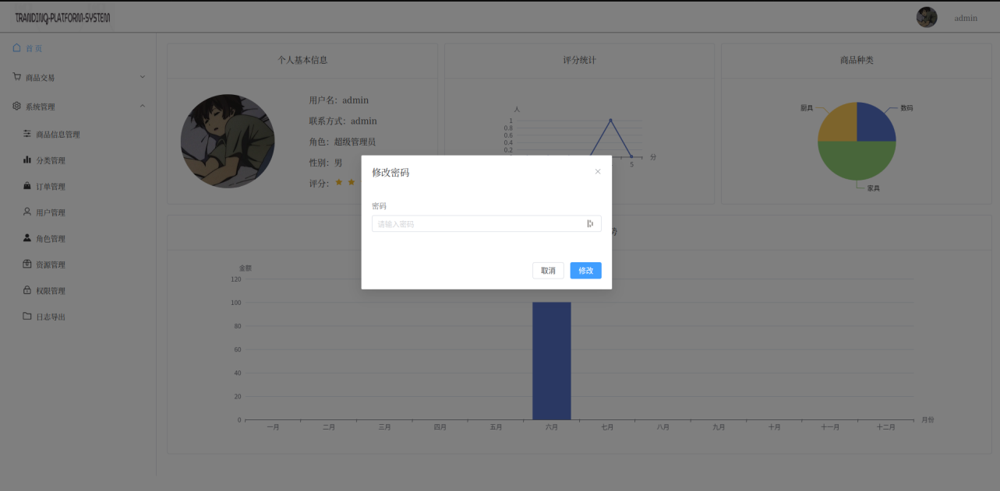 TRANDINQ-PLATFORM-SYSTEM
admin
首页
商品交易
系统管理
商品信息管理
分类管理
订单管理
用户管理
角色管理
资源管理
权限管理
日志导出
个人基本信息
用户名：admin
联系方式：admin
角色：超级管理员
性别：男
评分：
评分统计
人
1
0.8
0.6
0.4
0.2
5
分
商品种类
厨具
数码
家具
修改密码
密码
请输入密码
取消
修改
势
金额
120
100
80
60
40
20
0
一月
二月
三月
四月
五月
六月
七月
八月
九月
十月
十一月
十二月
月份